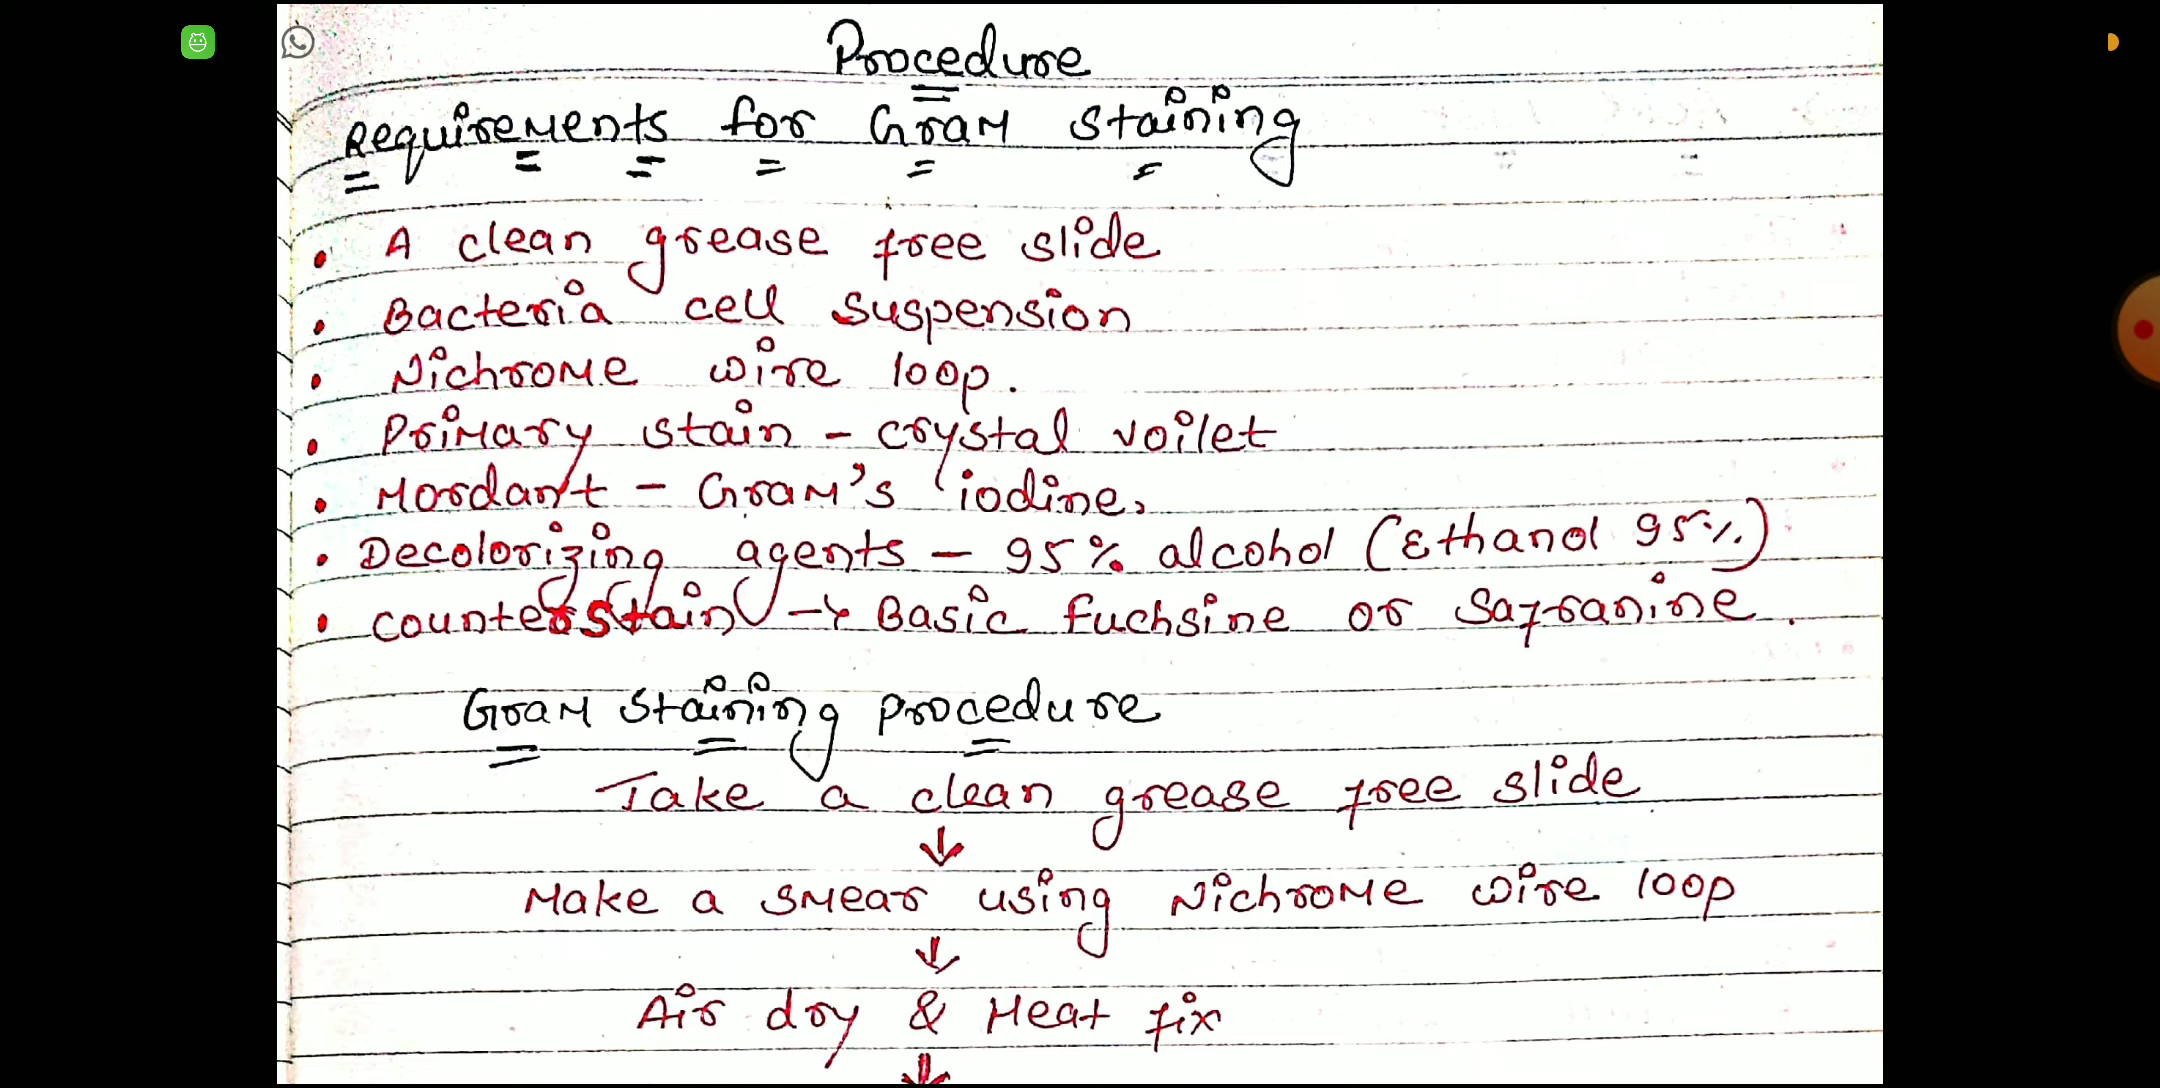 Procedure
Requirements for Gram Staining
• A clean grease free slide
• Bacteria cell suspension
• Nichrome wire loop.
• Primary stain - crystal voilet
• Mordant - Gram's iodine.
• Decolorizing agents - 95% alcohol (Ethanol 95%)
• counterstain → Basic fuchsine or Safranine.
Gram Staining procedure
Take a clean grease free slide
↓
Make a smear using Nichrome wire loop
↓
Air dry & Heat fix
↓